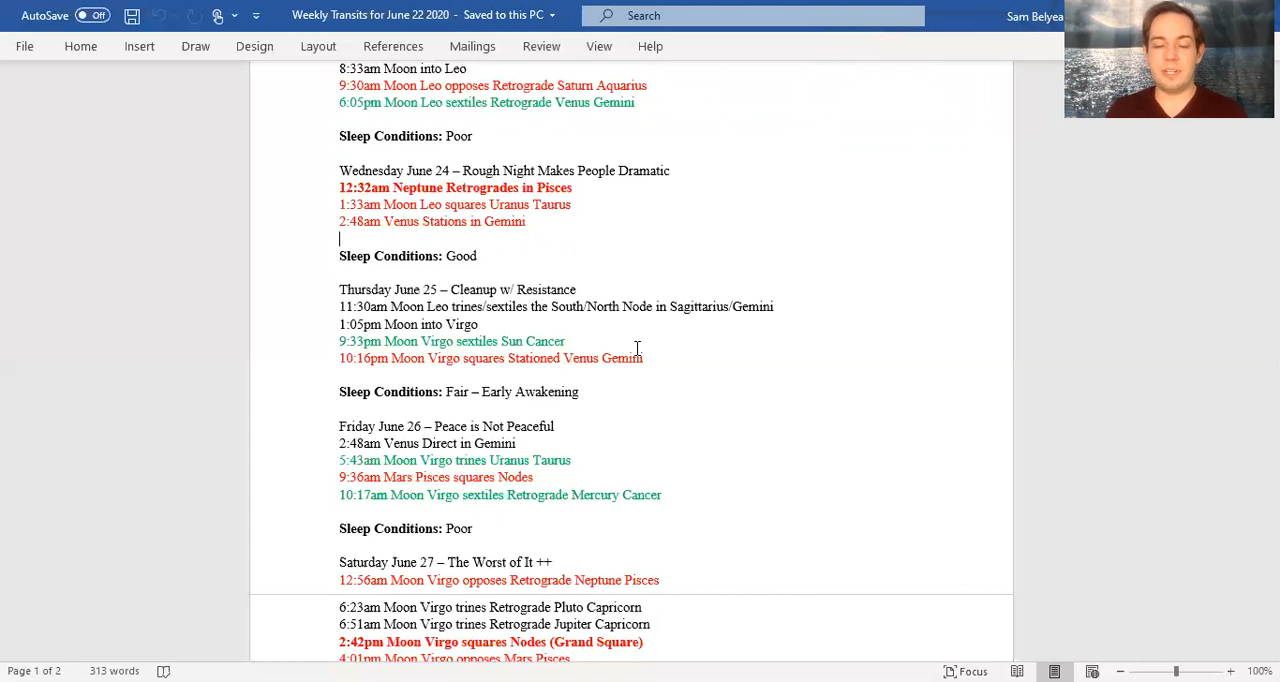 AutoSave Off
Weekly Transits for June 22 2020 - Saved to this PC
Search
Sam Belyea
File Home Insert Draw Design Layout References Mailings Review View Help
8:33am Moon into Leo
9:30am Moon Leo opposes Retrograde Saturn Aquarius
6:05pm Moon Leo sextiles Retrograde Venus Gemini
Sleep Conditions: Poor
Wednesday June 24 – Rough Night Makes People Dramatic
12:32am Neptune Retrogrades in Pisces
1:33am Moon Leo squares Uranus Taurus
2:48am Venus Stations in Gemini
Sleep Conditions: Good
Thursday June 25 – Cleanup w/ Resistance
11:30am Moon Leo trines/sextiles the South/North Node in Sagittarius/Gemini
1:05pm Moon into Virgo
9:33pm Moon Virgo sextiles Sun Cancer
10:16pm Moon Virgo squares Stationed Venus Gemini
Sleep Conditions: Fair – Early Awakening
Friday June 26 – Peace is Not Peaceful
2:48am Venus Direct in Gemini
5:43am Moon Virgo trines Uranus Taurus
9:36am Mars Pisces squares Nodes
10:17am Moon Virgo sextiles Retrograde Mercury Cancer
Sleep Conditions: Poor
Saturday June 27 – The Worst of It ++
12:56am Moon Virgo opposes Retrograde Neptune Pisces
6:23am Moon Virgo trines Retrograde Pluto Capricorn
6:51am Moon Virgo trines Retrograde Jupiter Capricorn
2:42pm Moon Virgo squares Nodes (Grand Square)
4:01pm Moon Virgo opposes Mars Pisces
Page 1 of 2 313 words Focus 100%